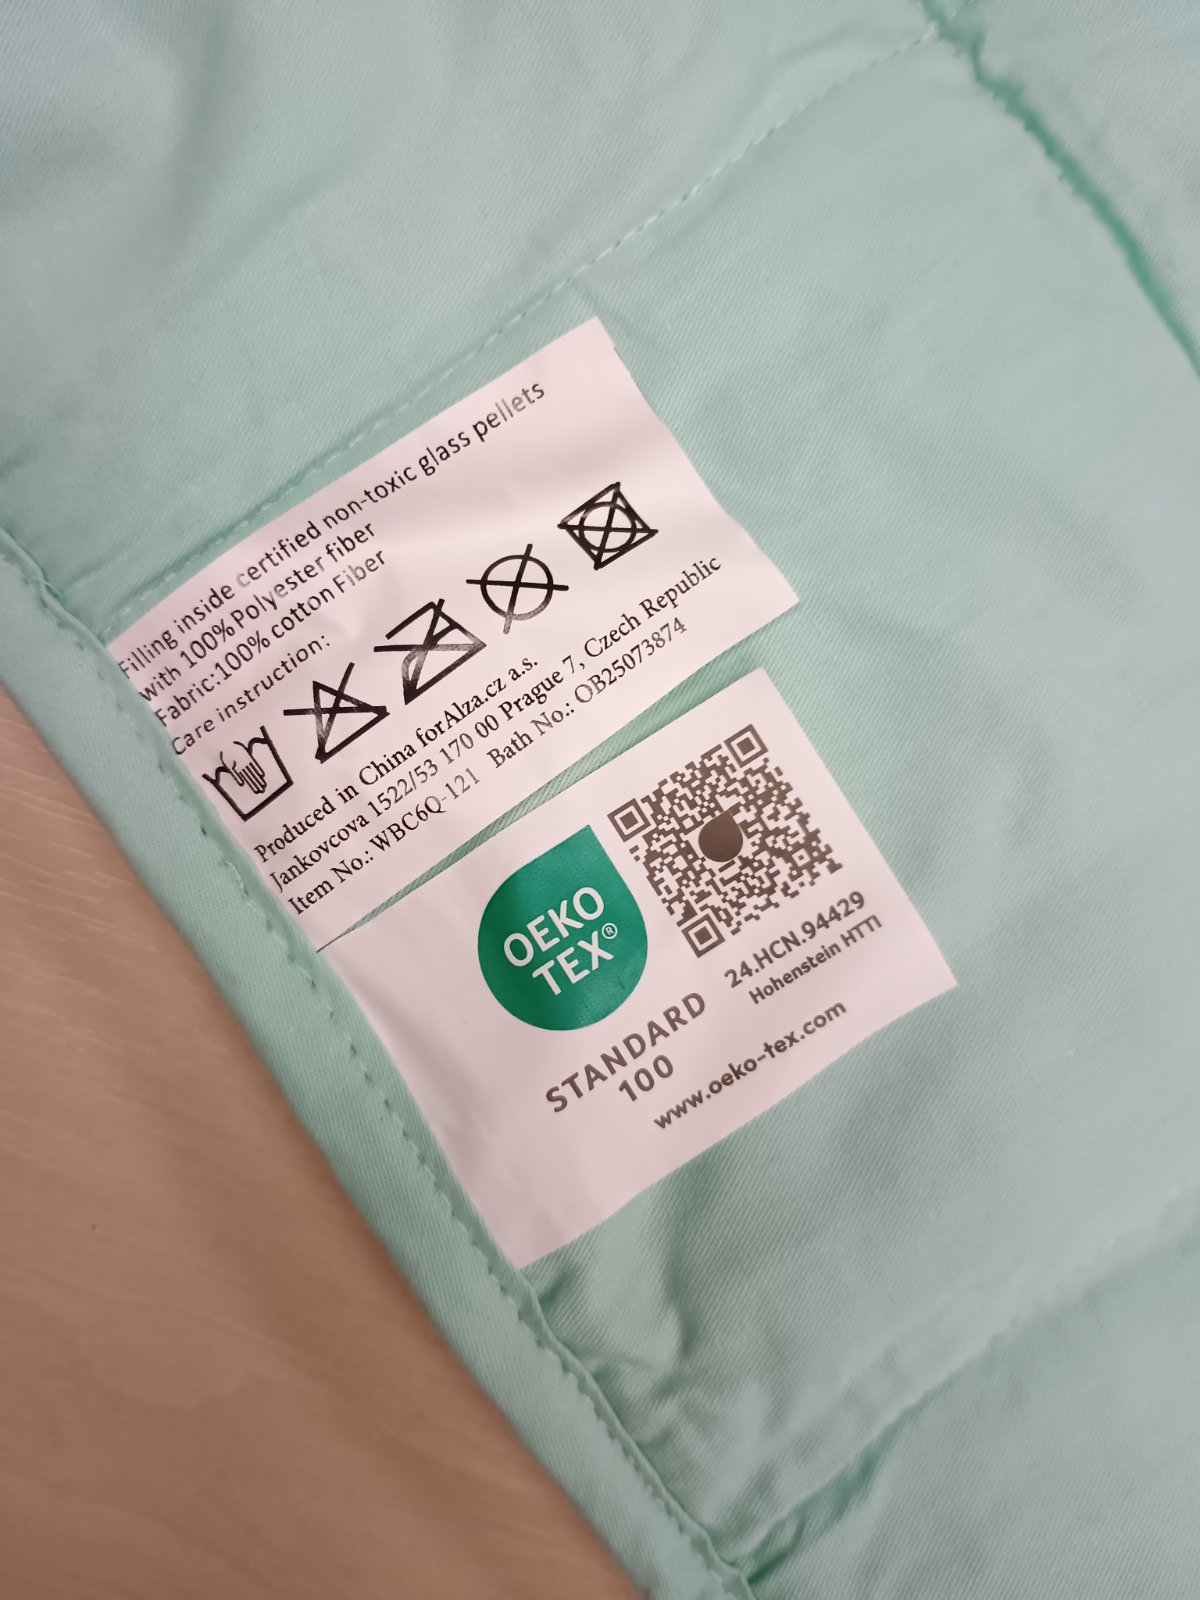 Filling inside certified non-toxic glass pellets
with 100% Polyester fiber
Fabric:100% cotton Fiber
Care instruction:
Produced in China forAlza.cz a.s.
Jankovcova 1522/53 170 00 Prague 7, Czech Republic
Item No.: WBC6Q-121 Bath No.: OB25073874
OEKO
TEX®
STANDARD
100
24.HCN.94429
Hohenstein HTTI
www.oeko-tex.com